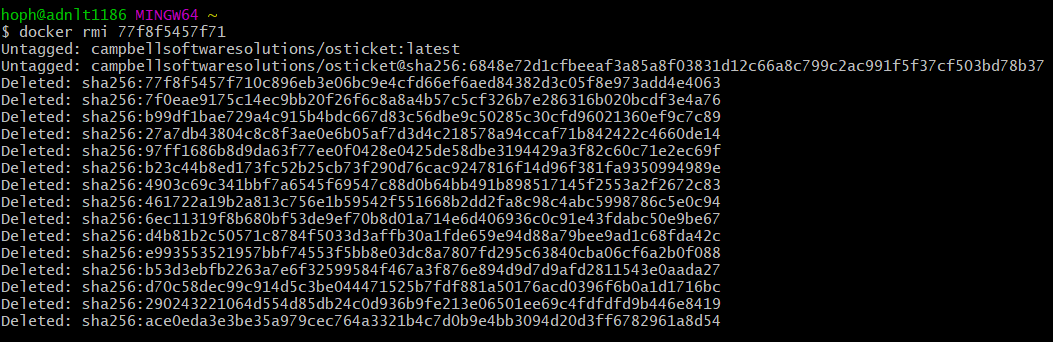 hoph@adnlt1186 MINGW64 ~
$ docker rmi 77f8f5457f71
Untagged: campbellsoftwaresolutions/osticket:latest
Untagged: campbellsoftwaresolutions/osticket@sha256:6848e72d1cfbeeaf3a85a8f03831d12c66a8c799c2ac991f5f37cf503bd78b37
Deleted: sha256:77f8f5457f710c896eb3e06bc9e4cfd66ef6aed84382d3c05f8e973add4e4063
Deleted: sha256:7f0eae9175c14ec9bb20f26f6c8a8a4b57c5cf326b7e286316b020bcdf3e4a76
Deleted: sha256:b99df1bae729a4c915b4bdc667d83c56dbe9c50285c30cfd96021360ef9c7c89
Deleted: sha256:27a7db43804c8c8f3ae0e6b05af7d3d4c218578a94ccaf71b842422c4660de14
Deleted: sha256:97ff1686b8d9da63f77ee0f0428e0425de58dbe3194429a3f82c60c71e2ec69f
Deleted: sha256:b23c44b8ed173fc52b25cb73f290d76cac9247816f14d96f381fa9350994989e
Deleted: sha256:4903c69c341bbf7a6545f69547c88d0b64bb491b898517145f2553a2f2672c83
Deleted: sha256:461722a19b2a813c756e1b59542f551668b2dd2fa8c98c4abc5998786c5e0c94
Deleted: sha256:6ec11319f8b680bf53de9ef70b8d01a714e6d406936c0c91e43fdabc50e9be67
Deleted: sha256:d4b81b2c50571c8784f5033d3affb30a1fde659e94d88a79bee9ad1c68fda42c
Deleted: sha256:e993553521957bbf74553f5bb8e03dc8a7807fd295c63840cba06cf6a2b0f088
Deleted: sha256:b53d3ebfb2263a7e6f32599584f467a3f876e894d9d7d9afd2811543e0aada27
Deleted: sha256:d70c58dec99c914d5c3be044471525b7fdf881a50176acd0396f6b0a1d1716bc
Deleted: sha256:290243221064d554d85db24c0d936b9fe213e06501ee69c4fdfdfd9b446e8419
Deleted: sha256:ace0eda3e3be35a979cec764a3321b4c7d0b9e4bb3094d20d3ff6782961a8d54